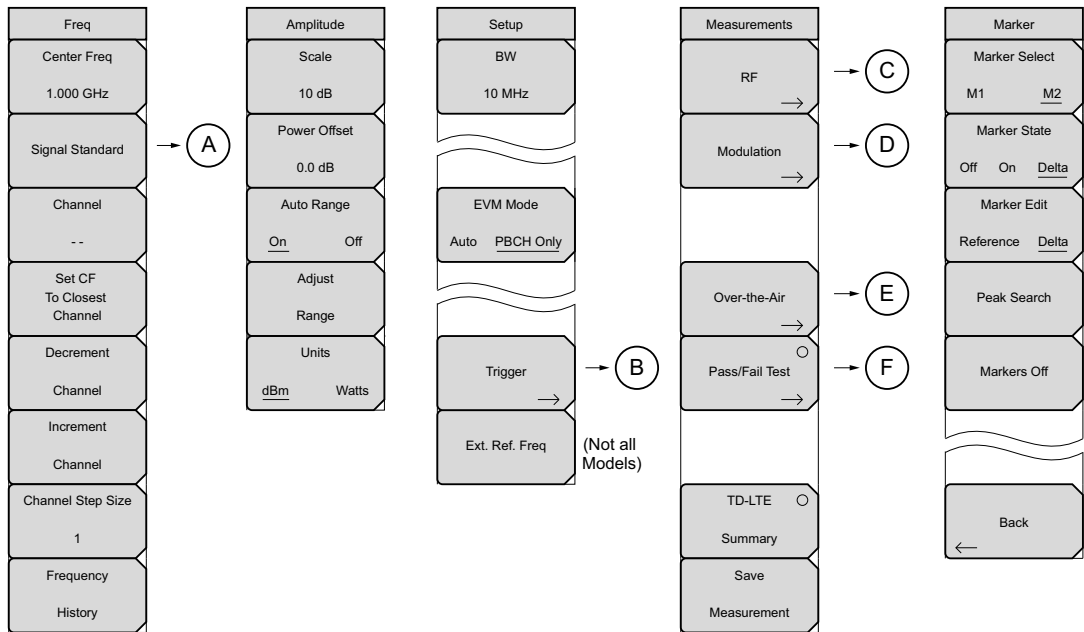 Freq
Center Freq
1.000 GHz
Signal Standard
A
Channel
- -
Set CF
To Closest
Channel
Decrement
Channel
Increment
Channel
Channel Step Size
1
Frequency
History
Amplitude
Scale
10 dB
Power Offset
0.0 dB
Auto Range
On Off
Adjust
Range
Units
dBm Watts
Setup
BW
10 MHz
EVM Mode
Auto PBCH Only
Trigger
B
Ext. Ref. Freq
(Not all
Models)
Measurements
RF
C
Modulation
D
Over-the-Air
E
Pass/Fail Test
F
TD-LTE
Summary
Save
Measurement
Marker
Marker Select
M1 M2
Marker State
Off On Delta
Marker Edit
Reference Delta
Peak Search
Markers Off
Back